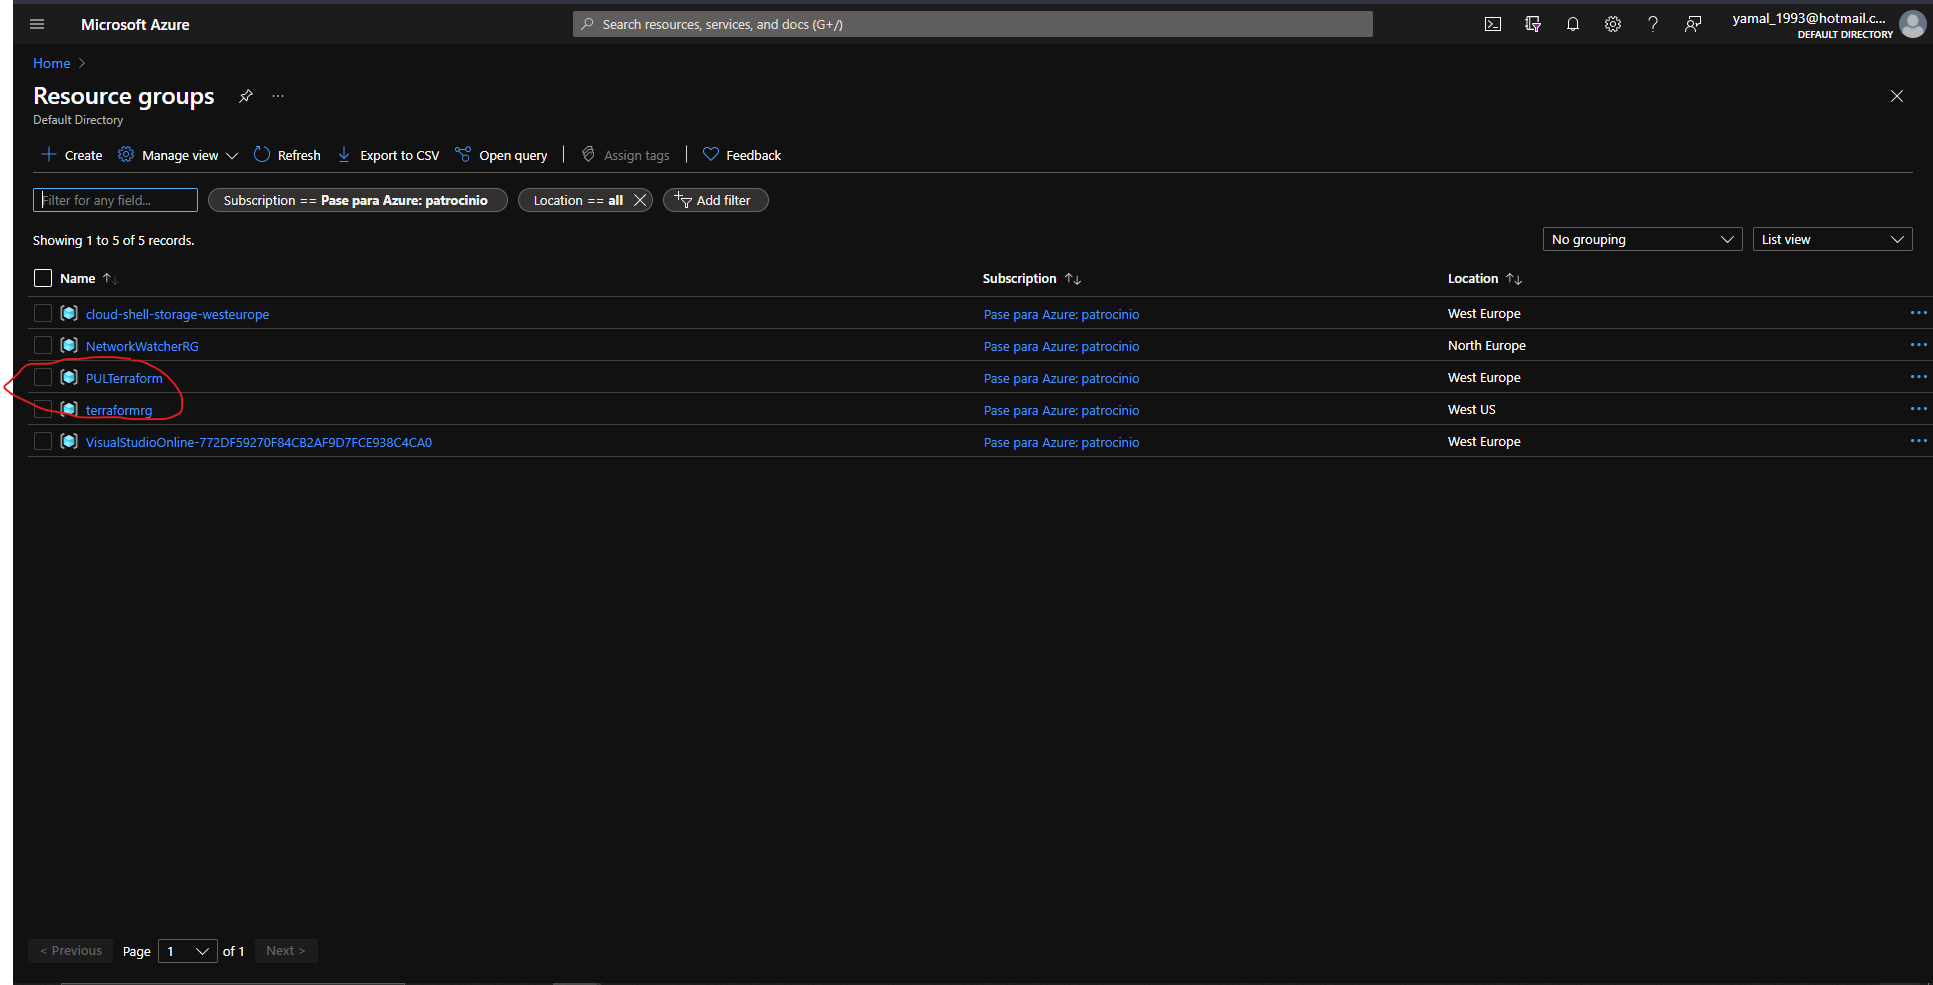 Microsoft Azure
Search resources, services, and docs (G+/)
yamal_1993@hotmail.c...
DEFAULT DIRECTORY
Home
Resource groups
Default Directory
Create Manage view Refresh Export to CSV Open query Assign tags Feedback
Filter for any field... Subscription == Pase para Azure: patrocinio Location == all Add filter
Showing 1 to 5 of 5 records.
No grouping List view
Name Subscription Location
cloud-shell-storage-westeurope Pase para Azure: patrocinio West Europe
NetworkWatcherRG Pase para Azure: patrocinio North Europe
PULTerraform Pase para Azure: patrocinio West Europe
terraformrg Pase para Azure: patrocinio West US
VisualStudioOnline-772DF59270F84CB2AF9D7FCE938C4CA0 Pase para Azure: patrocinio West Europe
< Previous Page 1 of 1 Next >